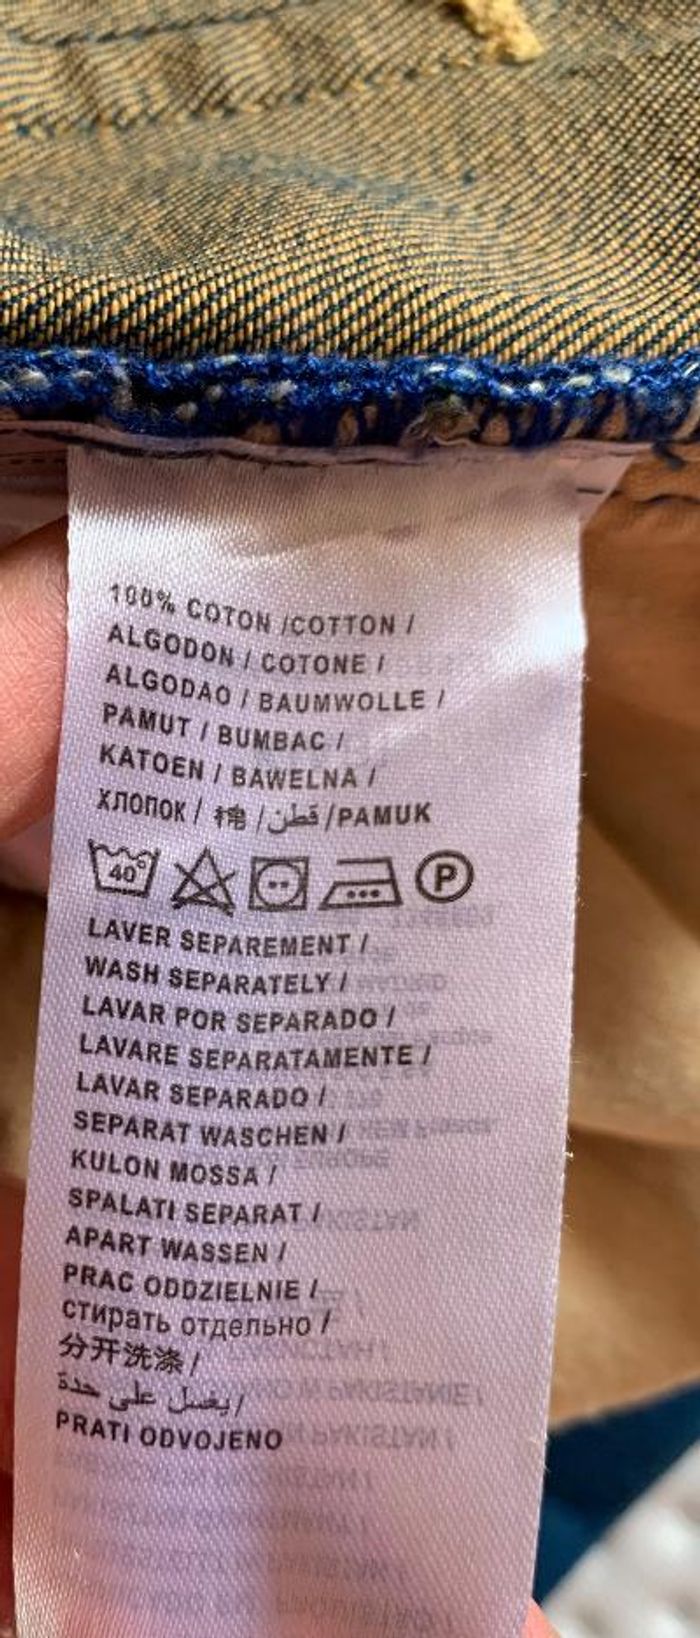 100% COTON /COTTON /
ALGODON / COTONE /
ALGODAO / BAUMWOLLE /
PAMUT / BUMBAC /
KATOEN / BAWELNA /
ХЛОПОК / 棉 / قطن /PAMUK
40° P
LAVER SEPAREMENT /
WASH SEPARATELY /
LAVAR POR SEPARADO /
LAVARE SEPARATAMENTE /
LAVAR SEPARADO /
SEPARAT WASCHEN /
KULON MOSSA /
SPALATI SEPARAT /
APART WASSEN /
PRAC ODDZIELNIE /
стирать отдельно /
分开洗涤 /
يغسل على حدة /
PRATI ODVOJENO